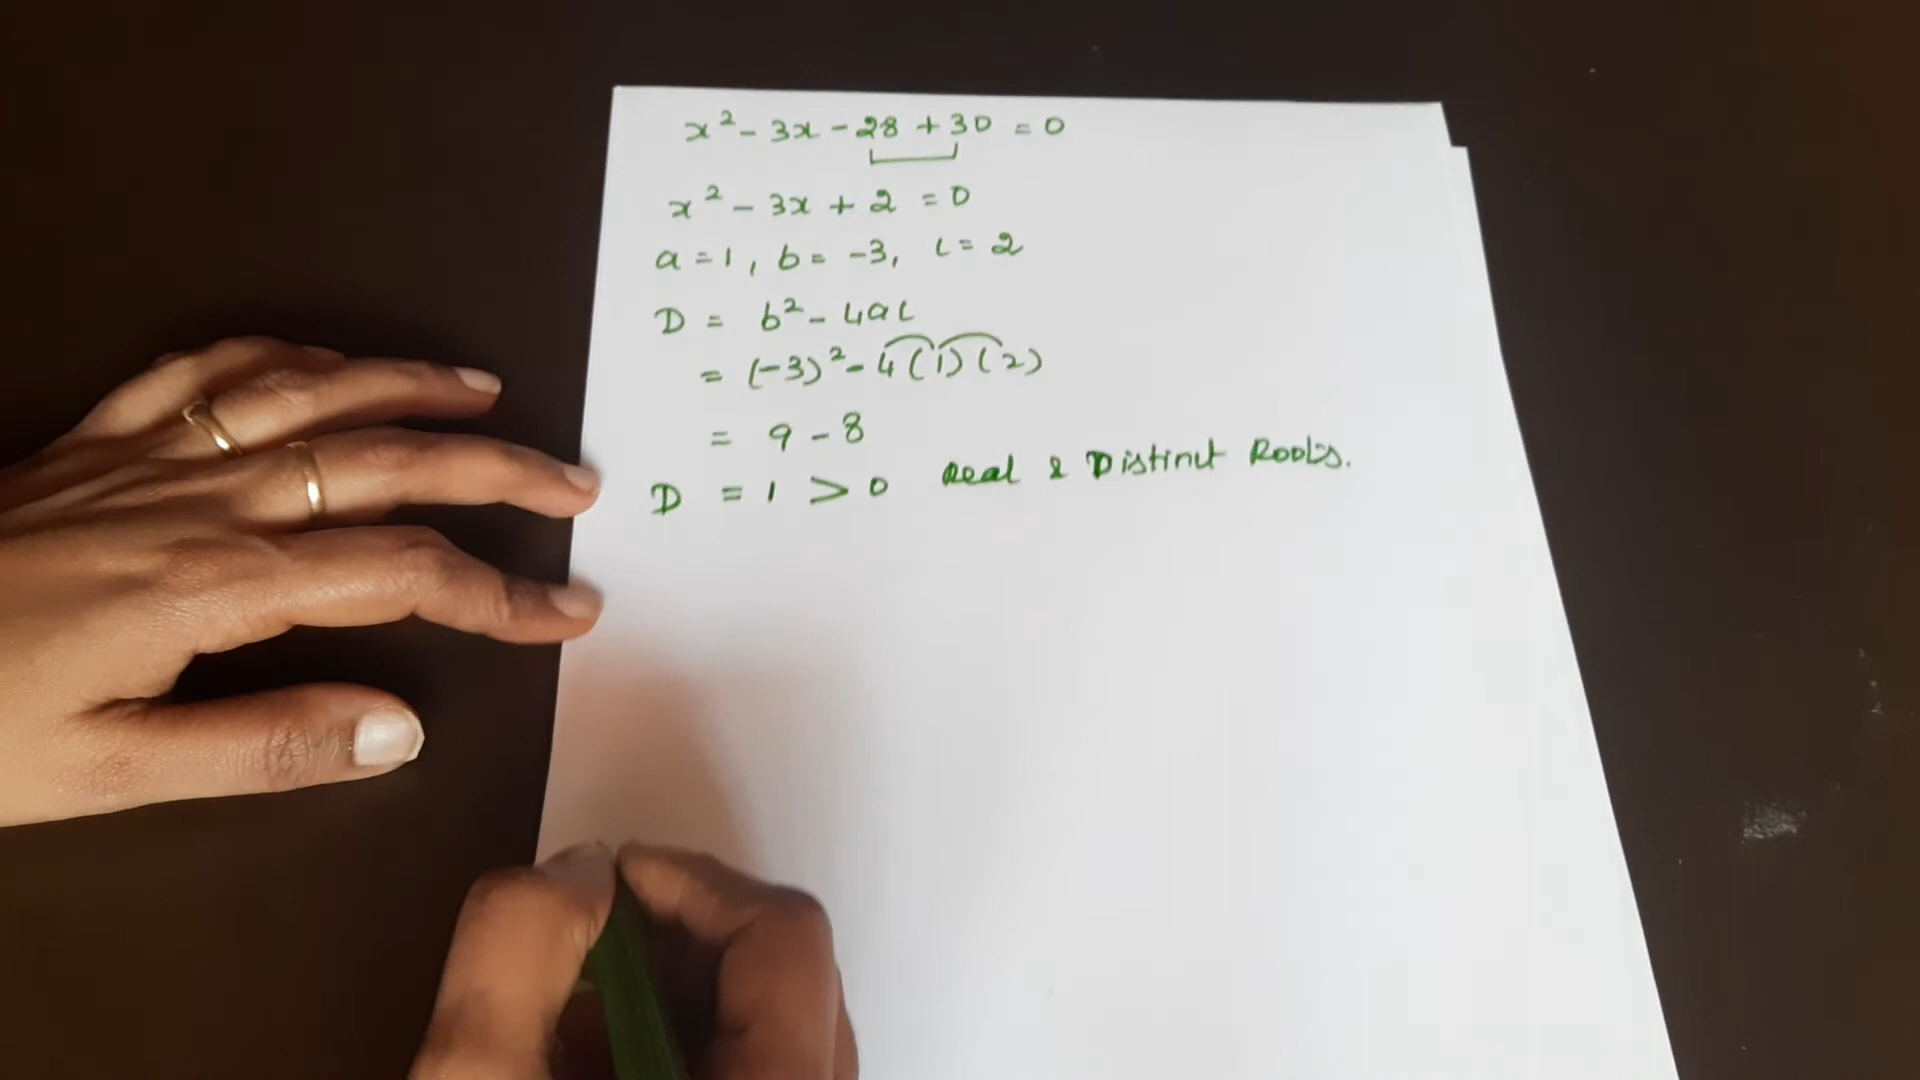 x² - 3x - 28 + 30 = 0
x² - 3x + 2 = 0
a = 1, b = -3, c = 2
D = b² - 4ac
= (-3)² - 4(1)(2)
= 9 - 8
D = 1 > 0 Real & Distinct Roots.